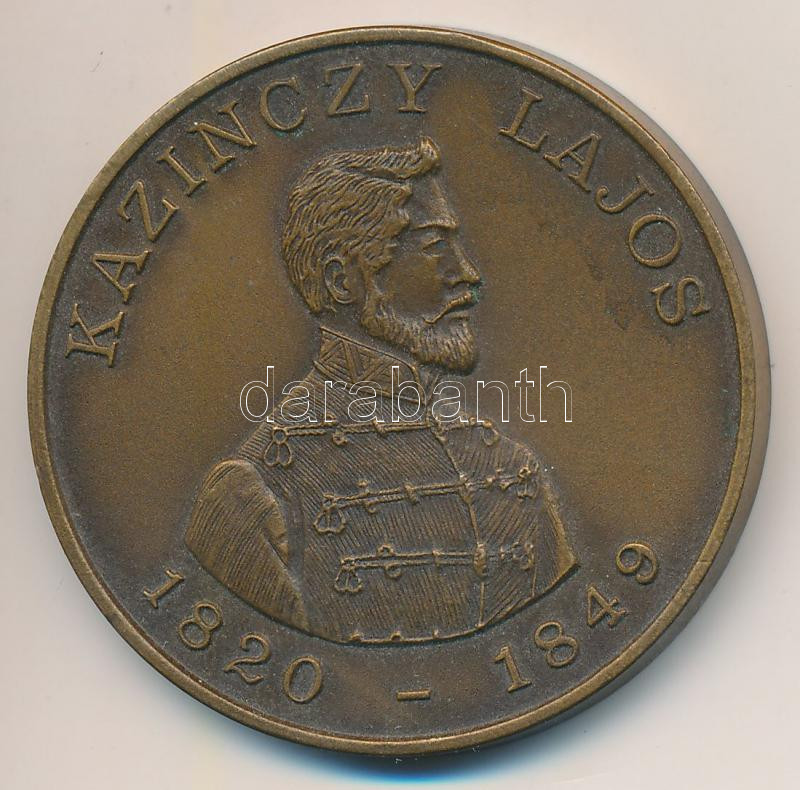 KAZINCZY LAJOS
darabanth
1820 - 1849